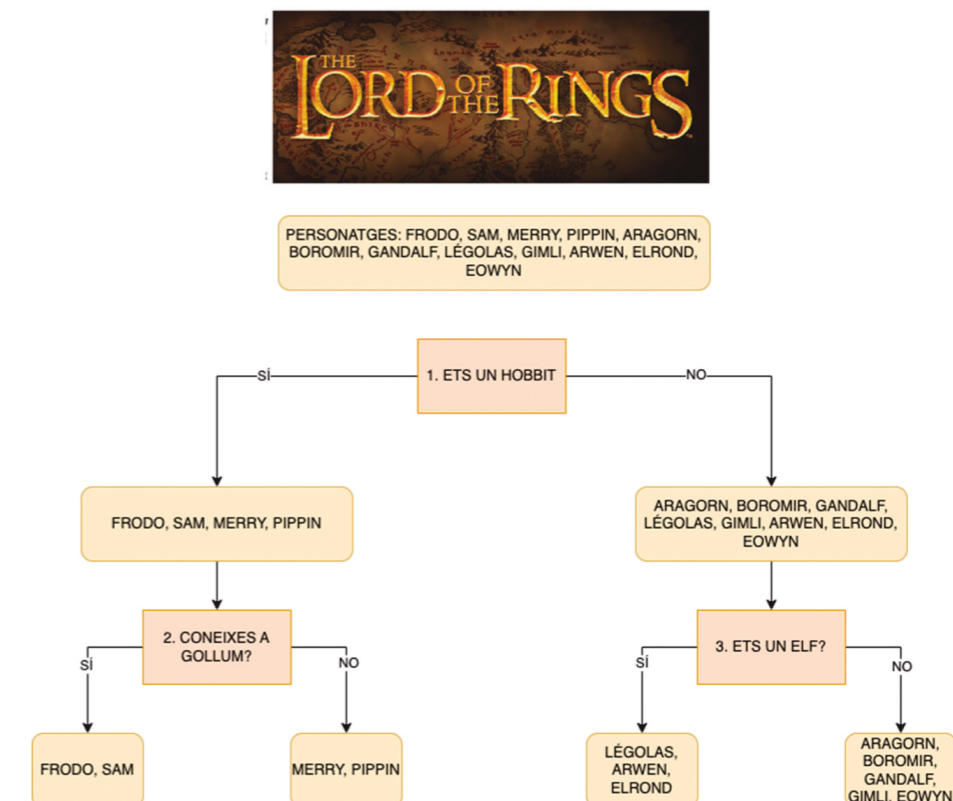 THE
LORD OF THE RINGS
PERSONATGES: FRODO, SAM, MERRY, PIPPIN, ARAGORN,
BOROMIR, GANDALF, LÉGOLAS, GIMLI, ARWEN, ELROND,
EOWYN
1. ETS UN HOBBIT
SÍ
NO
FRODO, SAM, MERRY, PIPPIN
ARAGORN, BOROMIR, GANDALF,
LÉGOLAS, GIMLI, ARWEN, ELROND,
EOWYN
2. CONEIXES A
GOLLUM?
3. ETS UN ELF?
SÍ
NO
SÍ
NO
FRODO, SAM
MERRY, PIPPIN
LÉGOLAS,
ARWEN,
ELROND
ARAGORN,
BOROMIR,
GANDALF,
GIMLI, EOWYN